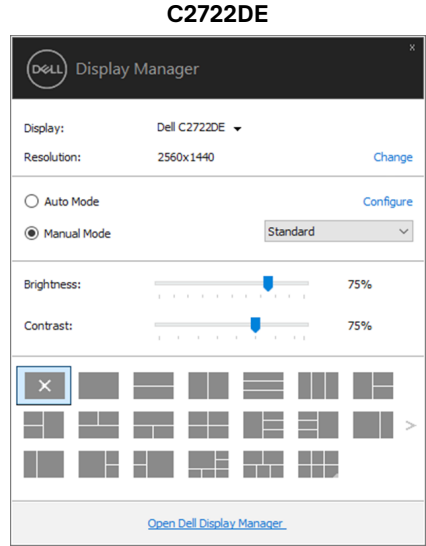 C2722DE
x
DELL Display Manager
Display: Dell C2722DE
Resolution: 2560x1440 Change
Auto Mode Configure
Manual Mode Standard
Brightness: 75%
Contrast: 75%
Open Dell Display Manager